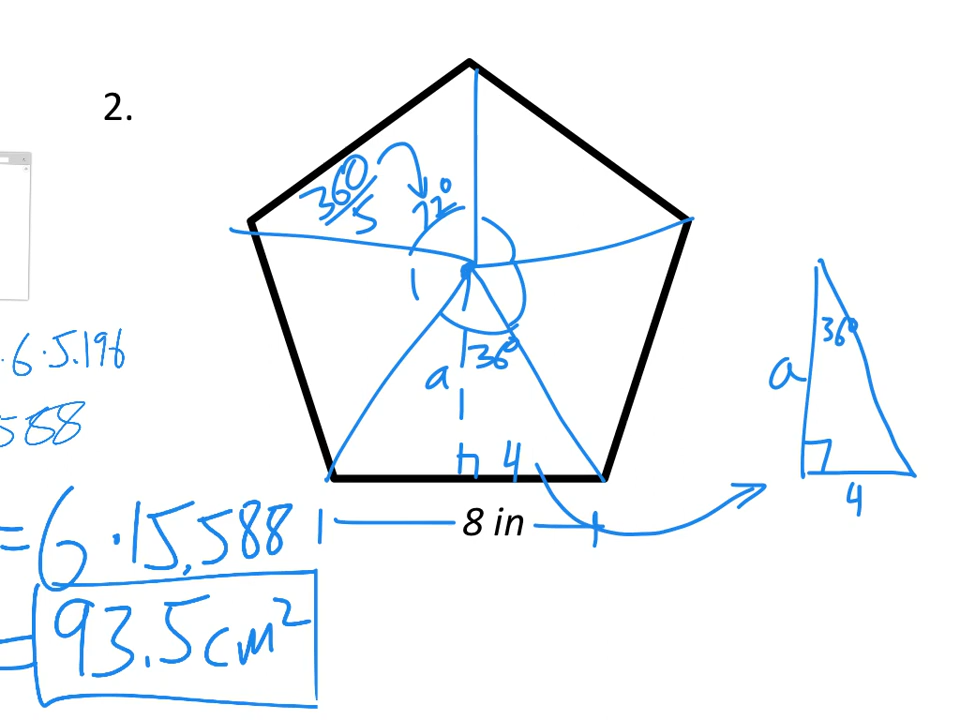 2.
360/5
72°
36°
a
4
8 in
36°
a
4
.6·5.196
588
=6·15.588
=93.5cm²